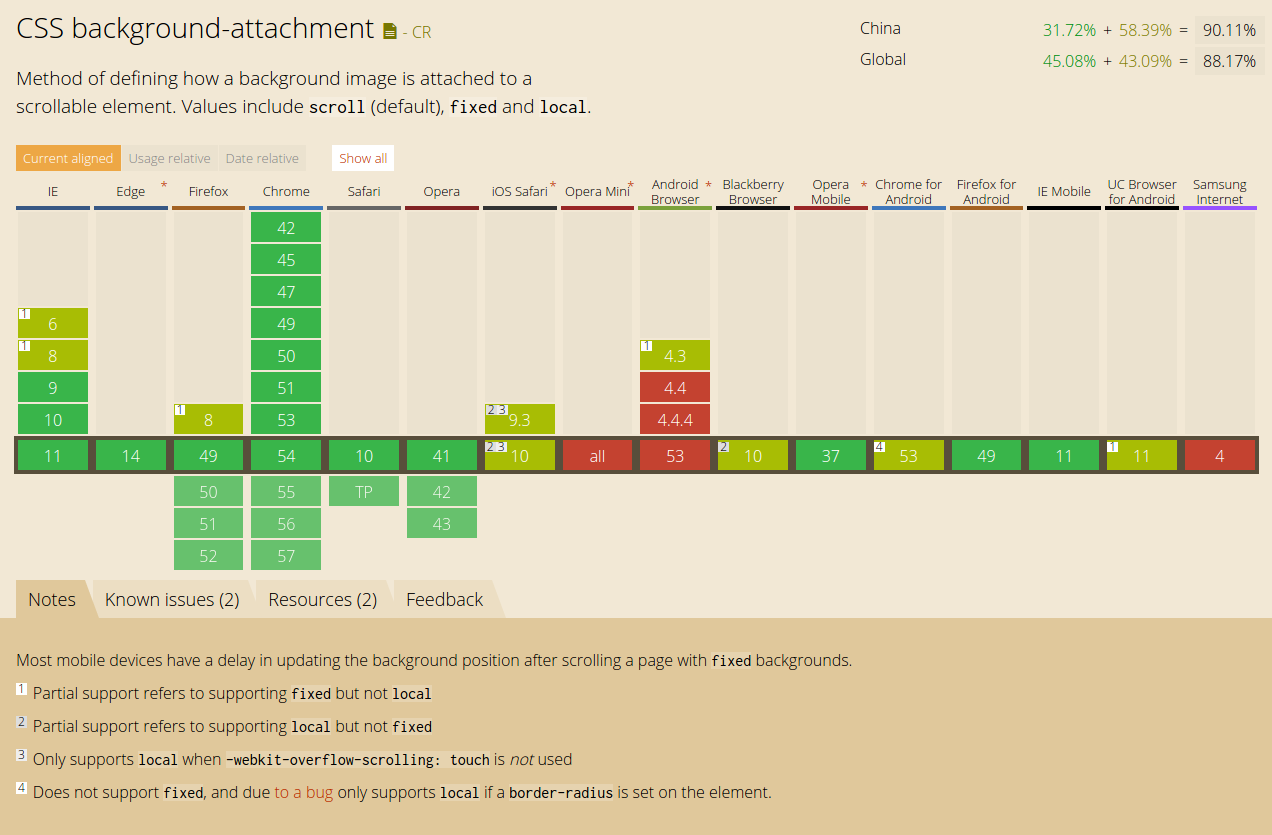 CSS background-attachment - CR
China 31.72% + 58.39% = 90.11%
Global 45.08% + 43.09% = 88.17%
Method of defining how a background image is attached to a
scrollable element. Values include scroll (default), fixed and local.
Current aligned Usage relative Date relative Show all
IE Edge * Firefox Chrome Safari Opera iOS Safari * Opera Mini * Android Browser * Blackberry Browser Opera Mobile * Chrome for Android Firefox for Android IE Mobile UC Browser for Android Samsung Internet
42
45
47
1 6 49
1 8 50 1 4.3
9 51 4.4
10 1 8 53 2 3 9.3 4.4.4
11 14 49 54 10 41 2 3 10 all 53 2 10 37 4 53 49 11 1 11 4
50 55 TP 42
51 56 43
52 57
Notes Known issues (2) Resources (2) Feedback
Most mobile devices have a delay in updating the background position after scrolling a page with fixed backgrounds.
1 Partial support refers to supporting fixed but not local
2 Partial support refers to supporting local but not fixed
3 Only supports local when -webkit-overflow-scrolling: touch is not used
4 Does not support fixed, and due to a bug only supports local if a border-radius is set on the element.